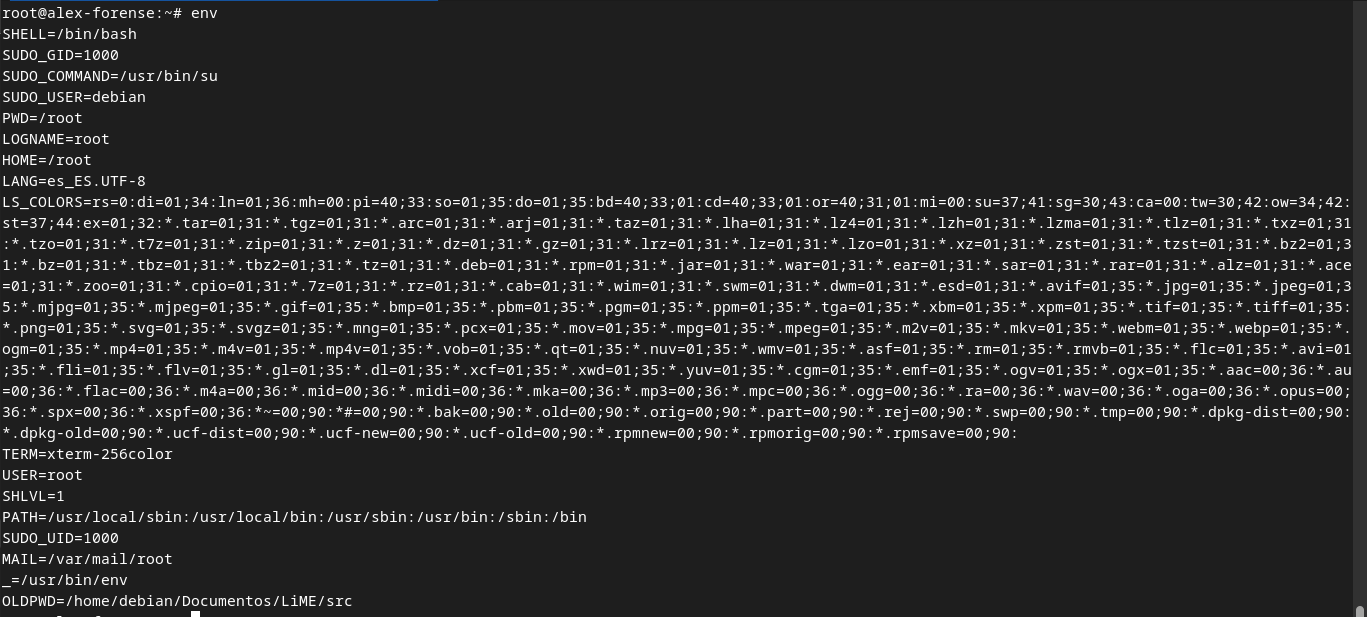 root@alex-forense:~# env
SHELL=/bin/bash
SUDO_GID=1000
SUDO_COMMAND=/usr/bin/su
SUDO_USER=debian
PWD=/root
LOGNAME=root
HOME=/root
LANG=es_ES.UTF-8
LS_COLORS=rs=0:di=01;34:ln=01;36:mh=00:pi=40;33:so=01;35:do=01;35:bd=40;33;01:cd=40;33;01:or=40;31;01:mi=00:su=37;41:sg=30;43:ca=00:tw=30;42:ow=34;42:
st=37;44:ex=01;32:*.tar=01;31:*.tgz=01;31:*.arc=01;31:*.arj=01;31:*.taz=01;31:*.lha=01;31:*.lz4=01;31:*.lzh=01;31:*.lzma=01;31:*.tlz=01;31:*.txz=01;31
:*.tzo=01;31:*.t7z=01;31:*.zip=01;31:*.z=01;31:*.dz=01;31:*.gz=01;31:*.lrz=01;31:*.lz=01;31:*.lzo=01;31:*.xz=01;31:*.zst=01;31:*.tzst=01;31:*.bz2=01;3
1:*.bz=01;31:*.tbz=01;31:*.tbz2=01;31:*.tz=01;31:*.deb=01;31:*.rpm=01;31:*.jar=01;31:*.war=01;31:*.ear=01;31:*.sar=01;31:*.rar=01;31:*.alz=01;31:*.ace
=01;31:*.zoo=01;31:*.cpio=01;31:*.7z=01;31:*.rz=01;31:*.cab=01;31:*.wim=01;31:*.swm=01;31:*.dwm=01;31:*.esd=01;31:*.avif=01;35:*.jpg=01;35:*.jpeg=01;3
5:*.mjpg=01;35:*.mjpeg=01;35:*.gif=01;35:*.bmp=01;35:*.pbm=01;35:*.pgm=01;35:*.ppm=01;35:*.tga=01;35:*.xbm=01;35:*.xpm=01;35:*.tif=01;35:*.tiff=01;35:
*.png=01;35:*.svg=01;35:*.svgz=01;35:*.mng=01;35:*.pcx=01;35:*.mov=01;35:*.mpg=01;35:*.mpeg=01;35:*.m2v=01;35:*.mkv=01;35:*.webm=01;35:*.webp=01;35:*.
ogm=01;35:*.mp4=01;35:*.m4v=01;35:*.mp4v=01;35:*.vob=01;35:*.qt=01;35:*.nuv=01;35:*.wmv=01;35:*.asf=01;35:*.rm=01;35:*.rmvb=01;35:*.flc=01;35:*.avi=01
;35:*.fli=01;35:*.flv=01;35:*.gl=01;35:*.dl=01;35:*.xcf=01;35:*.xwd=01;35:*.yuv=01;35:*.cgm=01;35:*.emf=01;35:*.ogv=01;35:*.ogx=01;35:*.aac=00;36:*.au
=00;36:*.flac=00;36:*.m4a=00;36:*.mid=00;36:*.midi=00;36:*.mka=00;36:*.mp3=00;36:*.mpc=00;36:*.ogg=00;36:*.ra=00;36:*.wav=00;36:*.oga=00;36:*.opus=00;
36:*.spx=00;36:*.xspf=00;36:*~=00;90:*#=00;90:*.bak=00;90:*.old=00;90:*.orig=00;90:*.part=00;90:*.rej=00;90:*.swp=00;90:*.tmp=00;90:*.dpkg-dist=00;90:
*.dpkg-old=00;90:*.ucf-dist=00;90:*.ucf-new=00;90:*.ucf-old=00;90:*.rpmnew=00;90:*.rpmorig=00;90:*.rpmsave=00;90:
TERM=xterm-256color
USER=root
SHLVL=1
PATH=/usr/local/sbin:/usr/local/bin:/usr/sbin:/usr/bin:/sbin:/bin
SUDO_UID=1000
MAIL=/var/mail/root
_=/usr/bin/env
OLDPWD=/home/debian/Documentos/LiME/src